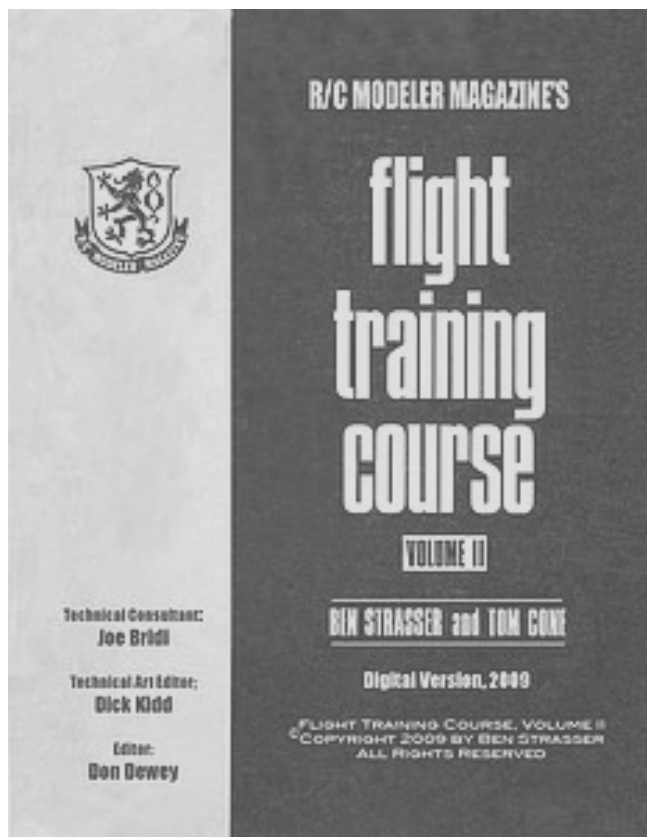 R/C MODELER MAGAZINE'S
flight
training
course
VOLUME II
BEN STRASSER and TOM CONE
Digital Version, 2009
FLIGHT TRAINING COURSE, VOLUME II
©COPYRIGHT 2009 BY BEN STRASSER
ALL RIGHTS RESERVED
R/C MODELER MAGAZINE
Technical Consultant:
Joe Bridi
Technical Art Editor:
Dick Kidd
Editor:
Don Dewey